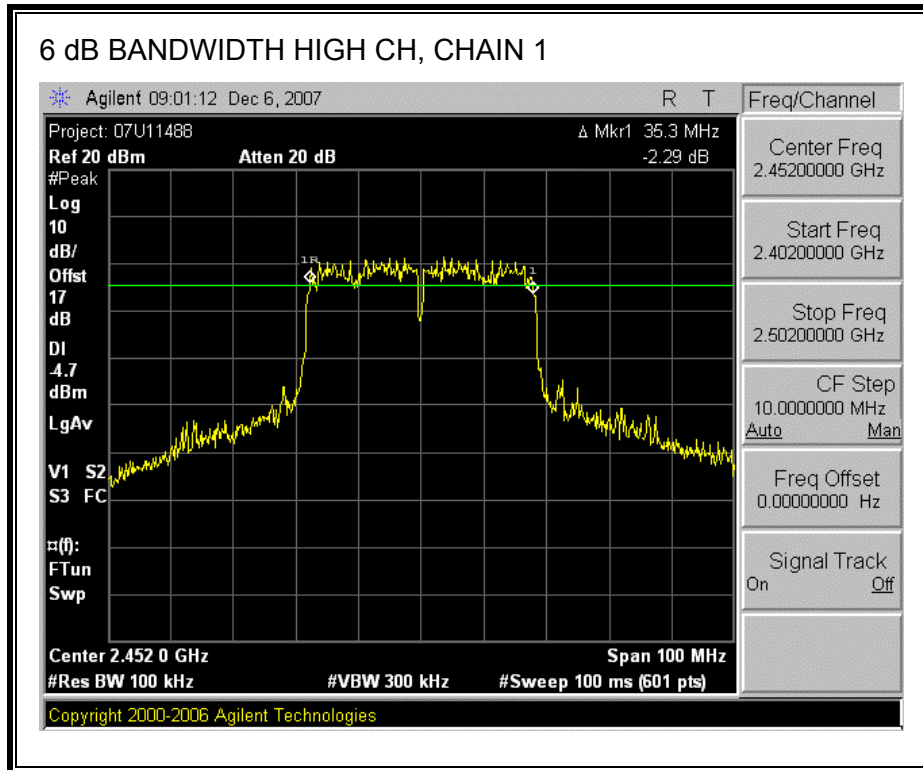 6 dB BANDWIDTH HIGH CH, CHAIN 1
Agilent 09:01:12 Dec 6, 2007 R T
Project: 07U11488 Δ Mkr1 35.3 MHz
Ref 20 dBm Atten 20 dB -2.29 dB
#Peak
Log
10
dB/
Offst
17
dB
DI
-4.7
dBm
LgAv
V1 S2
S3 FC
¤(f):
FTun
Swp
1R
1
Center 2.452 0 GHz Span 100 MHz
#Res BW 100 kHz #VBW 300 kHz #Sweep 100 ms (601 pts)
Copyright 2000-2006 Agilent Technologies
Freq/Channel
Center Freq
2.45200000 GHz
Start Freq
2.40200000 GHz
Stop Freq
2.50200000 GHz
CF Step
10.0000000 MHz
Auto Man
Freq Offset
0.00000000 Hz
Signal Track
On Off